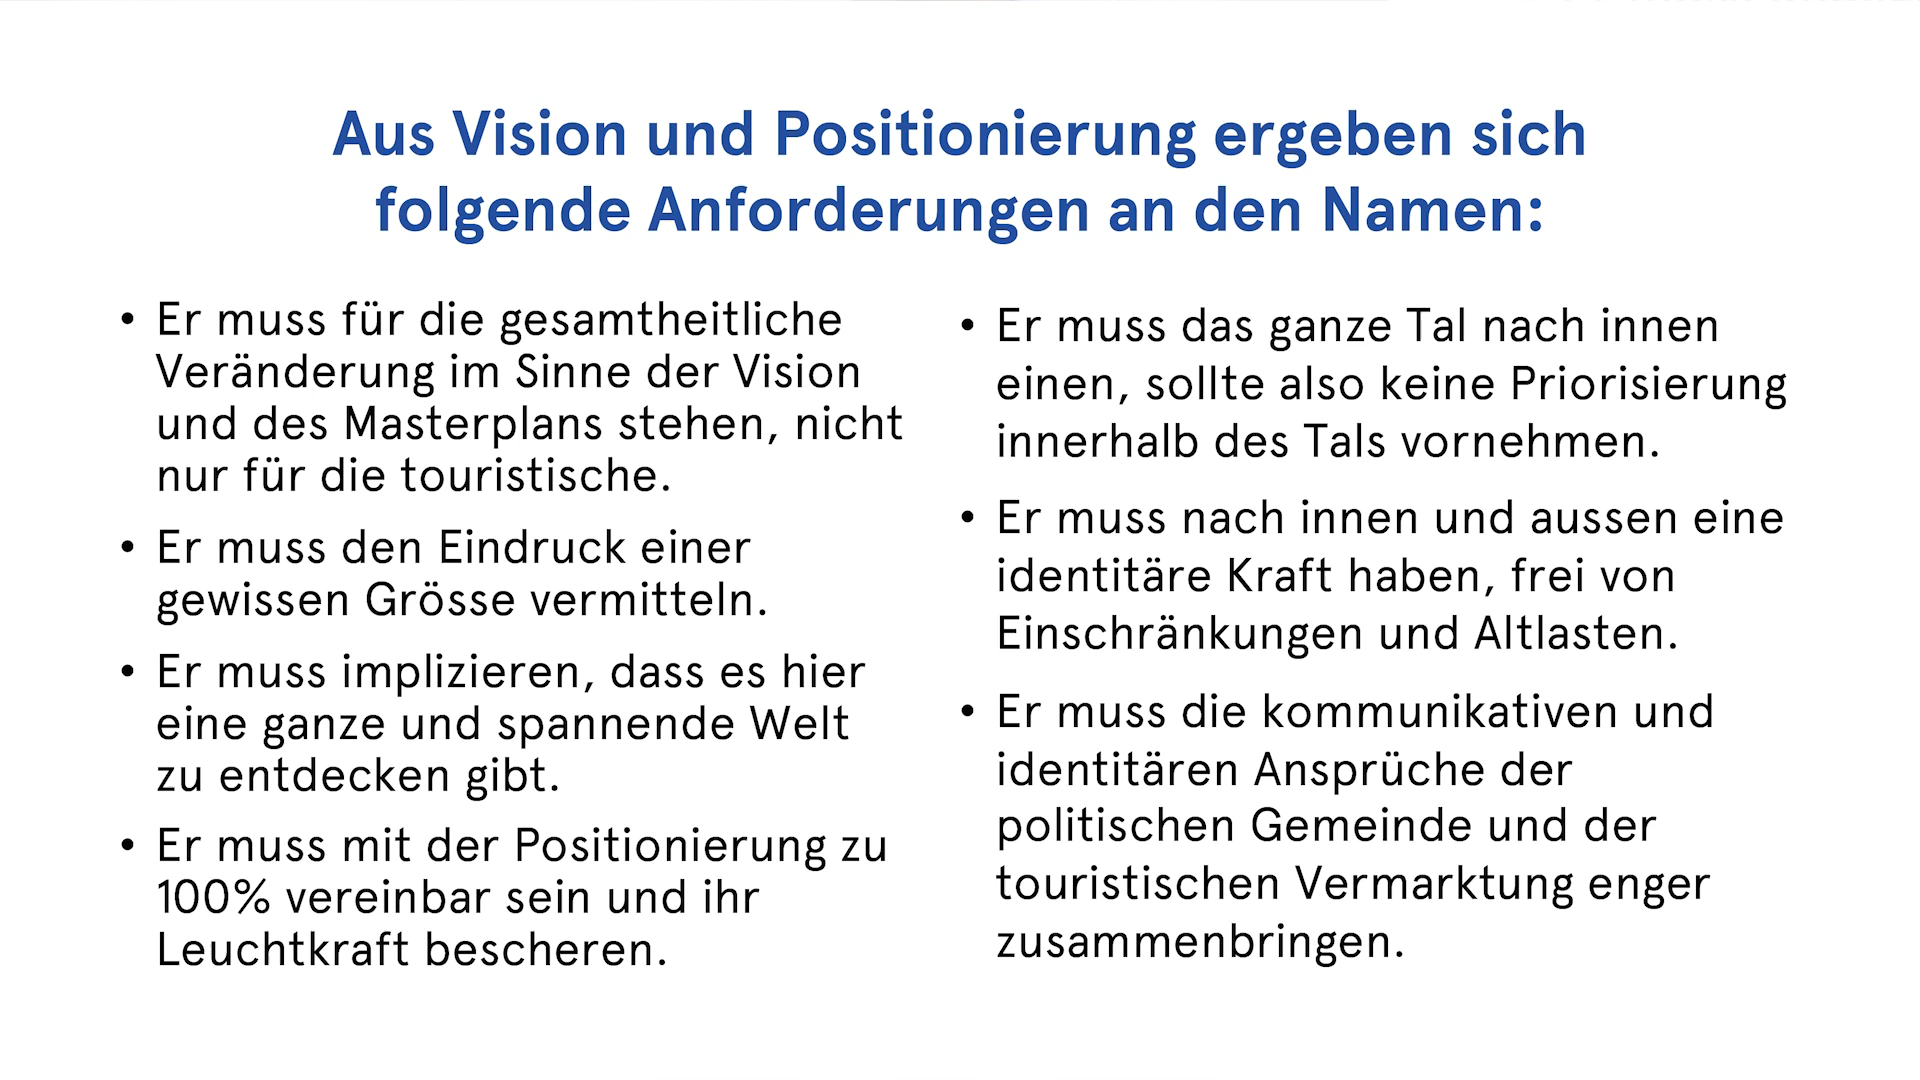 Aus Vision und Positionierung ergeben sich
folgende Anforderungen an den Namen:
• Er muss für die gesamtheitliche
Veränderung im Sinne der Vision
und des Masterplans stehen, nicht
nur für die touristische.
• Er muss den Eindruck einer
gewissen Grösse vermitteln.
• Er muss implizieren, dass es hier
eine ganze und spannende Welt
zu entdecken gibt.
• Er muss mit der Positionierung zu
100% vereinbar sein und ihr
Leuchtkraft bescheren.
• Er muss das ganze Tal nach innen
einen, sollte also keine Priorisierung
innerhalb des Tals vornehmen.
• Er muss nach innen und aussen eine
identitäre Kraft haben, frei von
Einschränkungen und Altlasten.
• Er muss die kommunikativen und
identitären Ansprüche der
politischen Gemeinde und der
touristischen Vermarktung enger
zusammenbringen.